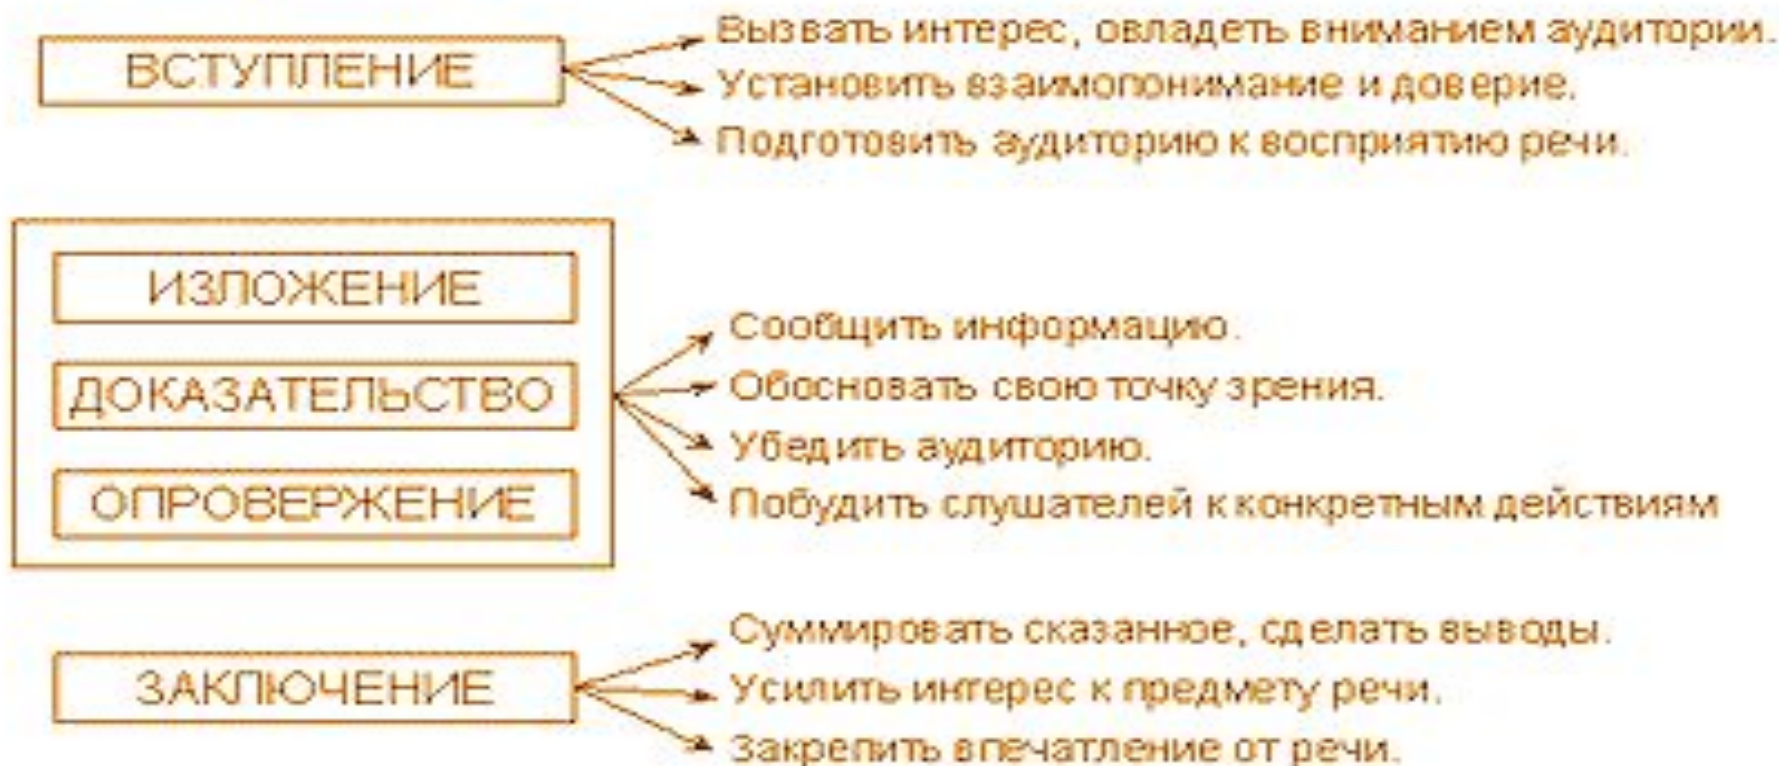 ВСТУПЛЕНИЕ
Вызвать интерес, овладеть вниманием аудитории.
Установить взаимопонимание и доверие.
Подготовить аудиторию к восприятию речи.
ИЗЛОЖЕНИЕ
ДОКАЗАТЕЛЬСТВО
ОПРОВЕРЖЕНИЕ
Сообщить информацию.
Обосновать свою точку зрения.
Убедить аудиторию.
Побудить слушателей к конкретным действиям
ЗАКЛЮЧЕНИЕ
Суммировать сказанное, сделать выводы.
Усилить интерес к предмету речи.
Закрепить впечатление от речи.